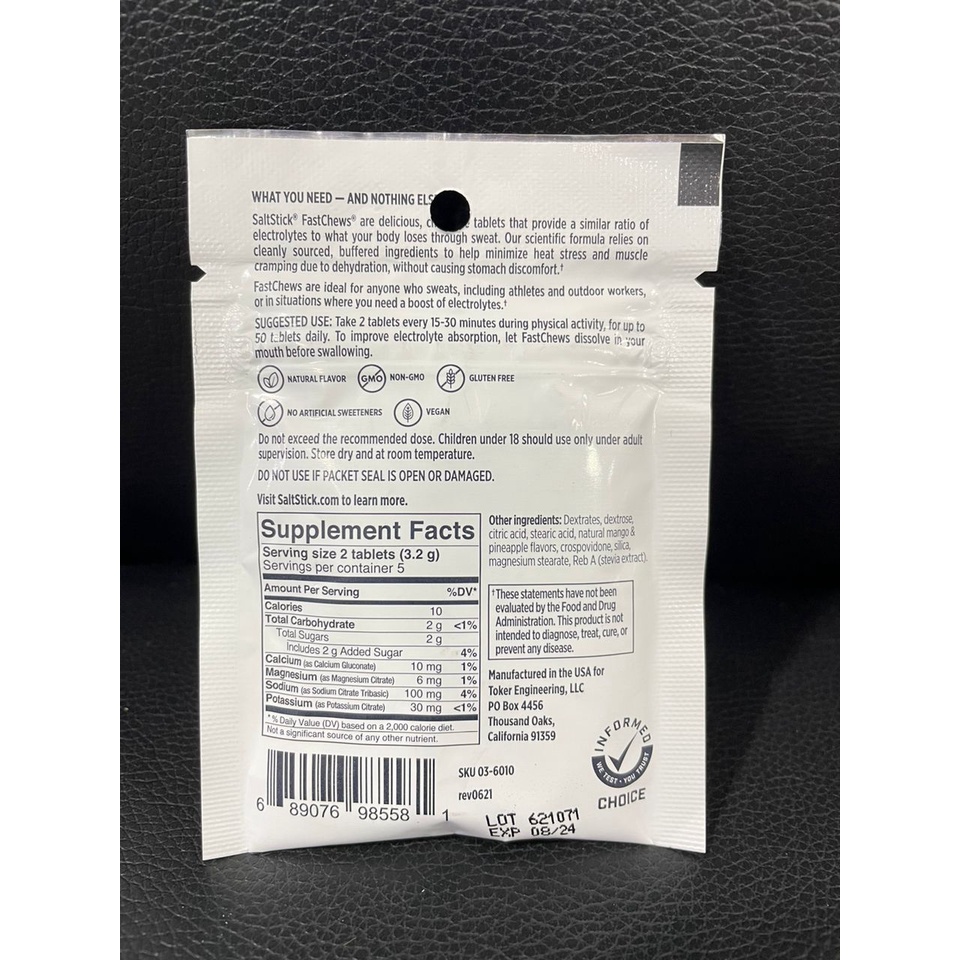 WHAT YOU NEED — AND NOTHING ELS
SaltStick® FastChews® are delicious, tablets that provide a similar ratio of
electrolytes to what your body loses through sweat. Our scientific formula relies on
cleanly sourced, buffered ingredients to help minimize heat stress and muscle
cramping due to dehydration, without causing stomach discomfort.†
FastChews are ideal for anyone who sweats, including athletes and outdoor workers,
or in situations where you need a boost of electrolytes.†
SUGGESTED USE: Take 2 tablets every 15-30 minutes during physical activity, for up to
50 tablets daily. To improve electrolyte absorption, let FastChews dissolve in your
mouth before swallowing.
NATURAL FLAVOR GMO NON-GMO GLUTEN FREE
NO ARTIFICIAL SWEETENERS VEGAN
Do not exceed the recommended dose. Children under 18 should use only under adult
supervision. Store dry and at room temperature.
DO NOT USE IF PACKET SEAL IS OPEN OR DAMAGED.
Visit SaltStick.com to learn more.
Supplement Facts
Serving size 2 tablets (3.2 g)
Servings per container 5
Amount Per Serving %DV*
Calories 10
Total Carbohydrate 2 g <1%
Total Sugars 2 g
Includes 2 g Added Sugar 4%
Calcium (as Calcium Gluconate) 10 mg 1%
Magnesium (as Magnesium Citrate) 6 mg 1%
Sodium (as Sodium Citrate Tribasic) 100 mg 4%
Potassium (as Potassium Citrate) 30 mg <1%
*% Daily Value (DV) based on a 2,000 calorie diet.
Not a significant source of any other nutrient.
Other ingredients: Dextrates, dextrose,
citric acid, stearic acid, natural mango &
pineapple flavors, crospovidone, silica,
magnesium stearate, Reb A (stevia extract).
†These statements have not been
evaluated by the Food and Drug
Administration. This product is not
intended to diagnose, treat, cure, or
prevent any disease.
Manufactured in the USA for
Toker Engineering, LLC
PO Box 4456
Thousand Oaks,
California 91359
INFORMED
WE TEST • YOU TRUST
CHOICE
SKU 03-6010
rev0621
6 89076 98558 1
LOT 621071
EXP 08/24